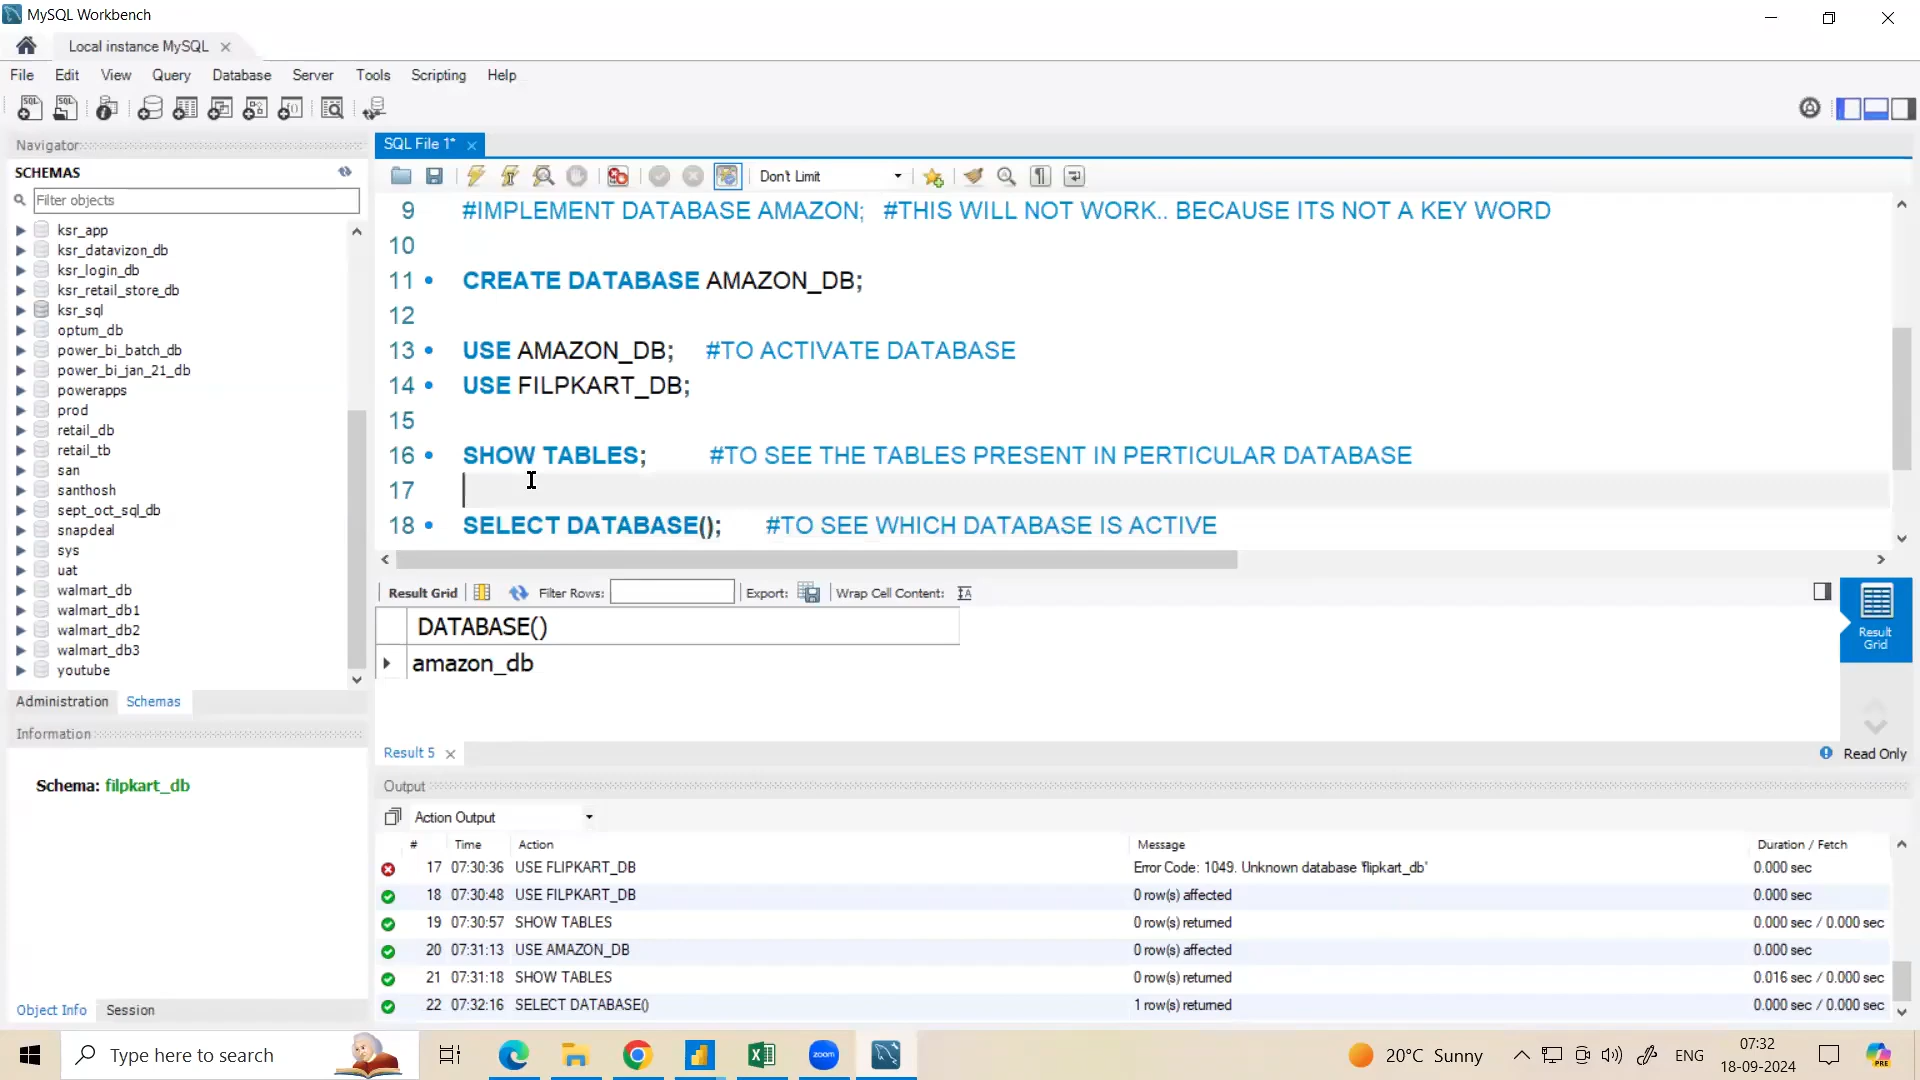 MySQL Workbench
Local instance MySQL
File Edit View Query Database Server Tools Scripting Help
Navigator
SCHEMAS
Filter objects
ksr_app
ksr_datavizon_db
ksr_login_db
ksr_retail_store_db
ksr_sql
optum_db
power_bi_batch_db
power_bi_jan_21_db
powerapps
prod
retail_db
retail_tb
san
santhosh
sept_oct_sql_db
snapdeal
sys
uat
walmart_db
walmart_db1
walmart_db2
walmart_db3
youtube
Administration Schemas
Information
Schema: filpkart_db
Object Info Session
SQL File 1*
Don't Limit
9 #IMPLEMENT DATABASE AMAZON; #THIS WILL NOT WORK.. BECAUSE ITS NOT A KEY WORD
10
11 CREATE DATABASE AMAZON_DB;
12
13 USE AMAZON_DB; #TO ACTIVATE DATABASE
14 USE FILPKART_DB;
15
16 SHOW TABLES; #TO SEE THE TABLES PRESENT IN PERTICULAR DATABASE
17
18 SELECT DATABASE(); #TO SEE WHICH DATABASE IS ACTIVE
Result Grid Filter Rows: Export: Wrap Cell Content:
DATABASE()
amazon_db
Result Grid
Result 5
Read Only
Output
Action Output
# Time Action Message Duration / Fetch
17 07:30:36 USE FLIPKART_DB Error Code: 1049. Unknown database 'flipkart_db' 0.000 sec
18 07:30:48 USE FILPKART_DB 0 row(s) affected 0.000 sec
19 07:30:57 SHOW TABLES 0 row(s) returned 0.000 sec / 0.000 sec
20 07:31:13 USE AMAZON_DB 0 row(s) affected 0.000 sec
21 07:31:18 SHOW TABLES 0 row(s) returned 0.016 sec / 0.000 sec
22 07:32:16 SELECT DATABASE() 1 row(s) returned 0.000 sec / 0.000 sec
Type here to search
zoom
20°C Sunny
ENG
07:32
18-09-2024
PRE